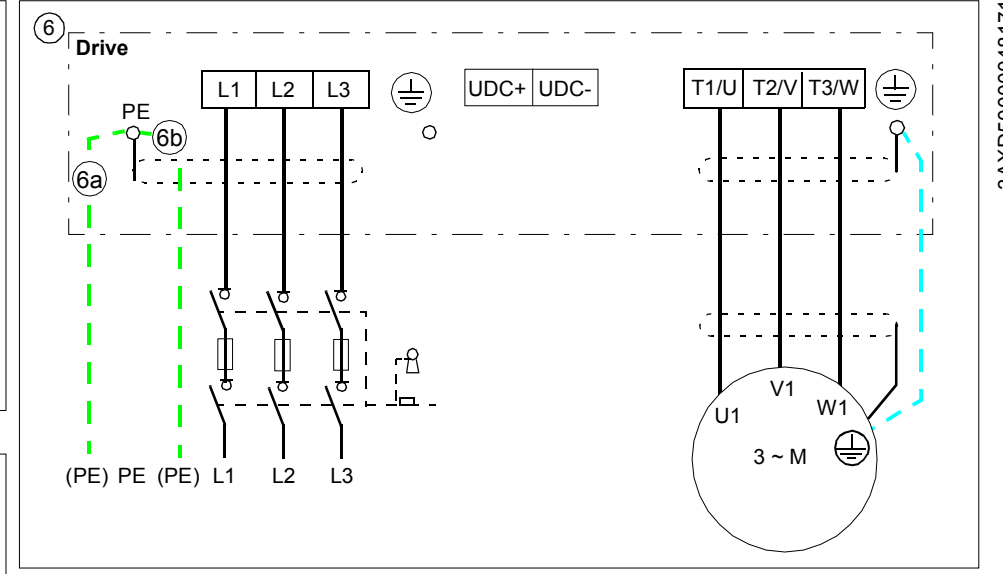 6
Drive
L1 L2 L3 UDC+ UDC- T1/U T2/V T3/W
PE
6b
6a
V1
U1 W1
3 ~ M
(PE) PE (PE) L1 L2 L3